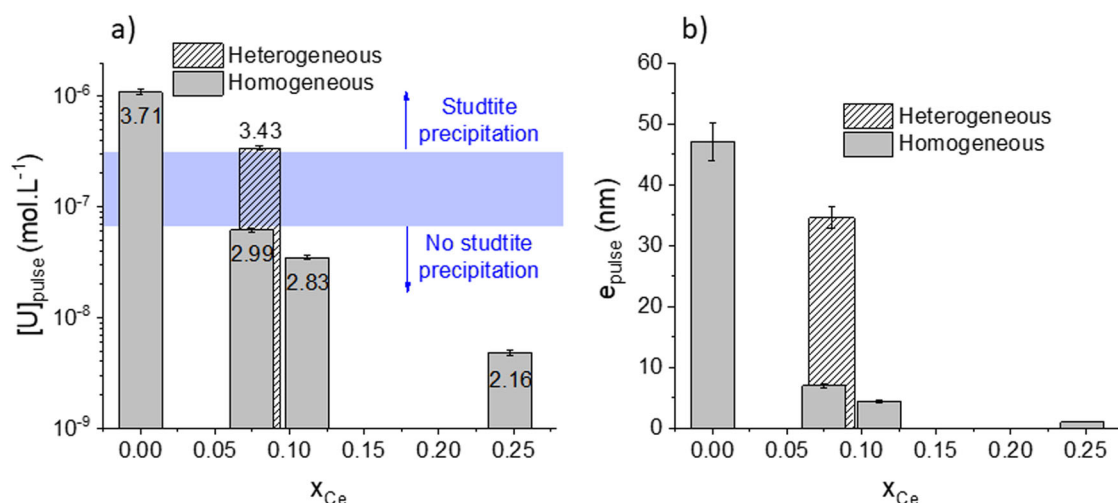 a)
Heterogeneous
Homogeneous
10⁻⁶
10⁻⁷
10⁻⁸
10⁻⁹
[U]pulse (mol.L⁻¹)
3.71
3.43
2.99
2.83
2.16
Studtite
precipitation
No studtite
precipitation
0.00 0.05 0.10 0.15 0.20 0.25
xCe
b)
Heterogeneous
Homogeneous
60
50
40
30
20
10
0
epulse (nm)
0.00 0.05 0.10 0.15 0.20 0.25
xCe